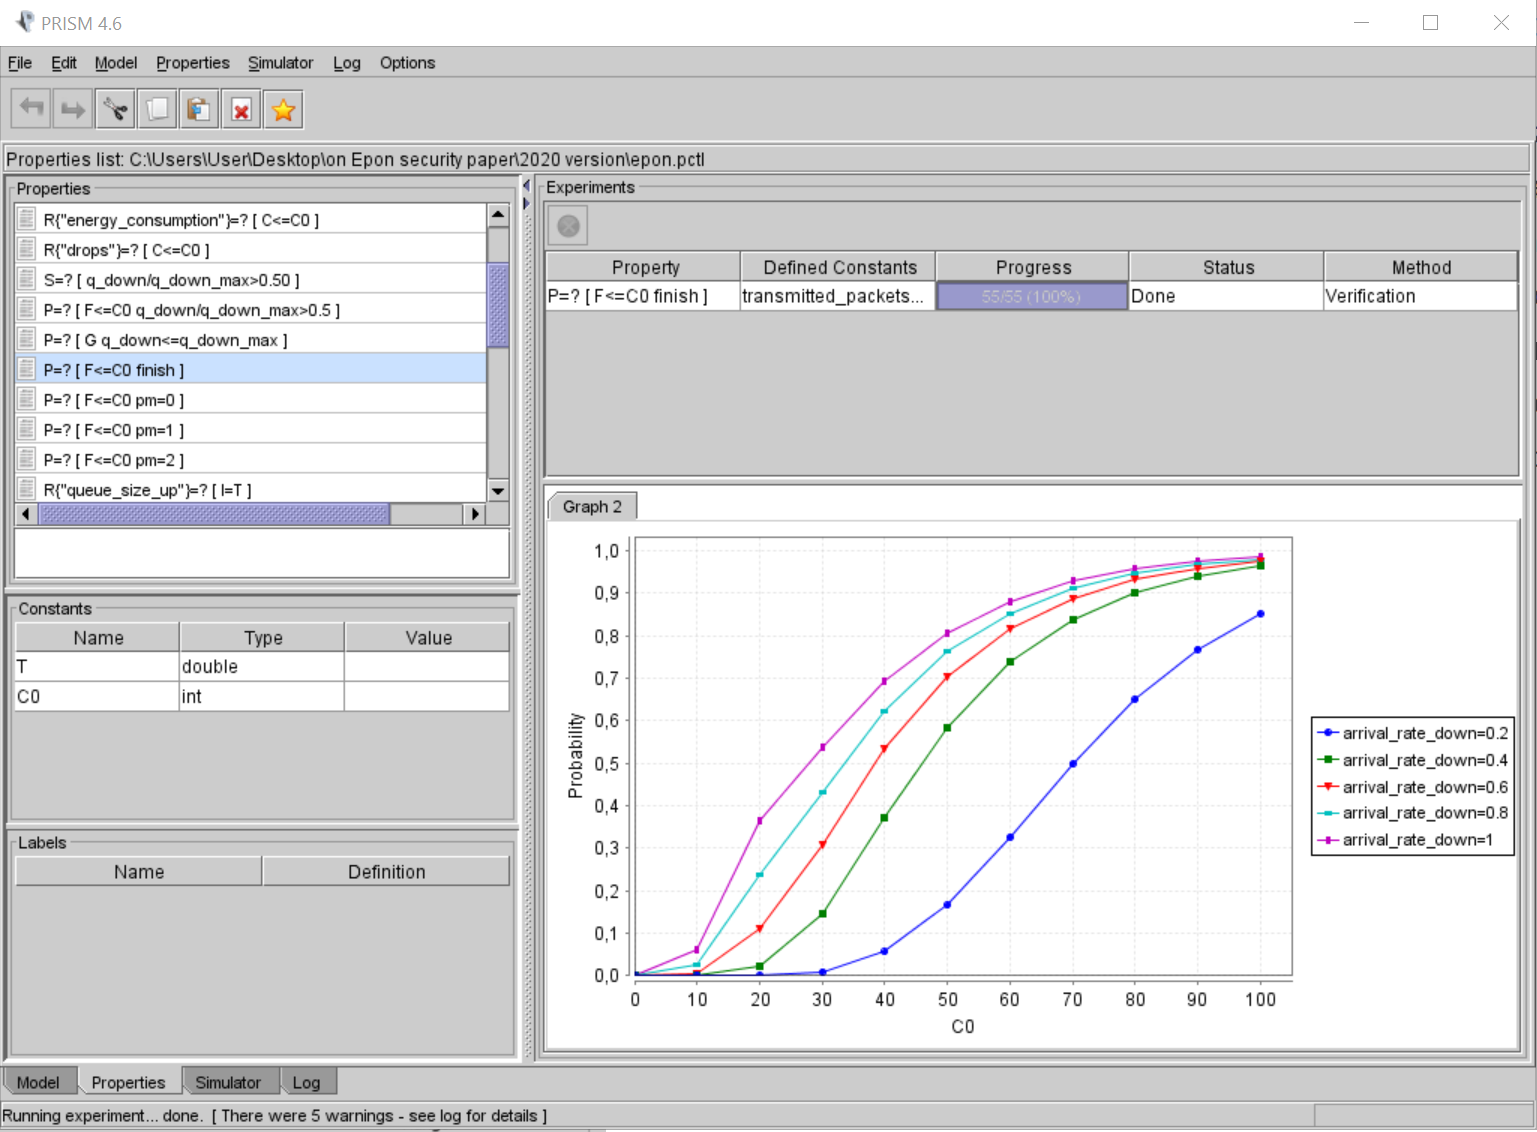 PRISM 4.6
File Edit Model Properties Simulator Log Options
Properties list: C:\Users\User\Desktop\on Epon security paper\2020 version\epon.pctl
Properties
R{"energy_consumption"}=? [ C<=C0 ]
R{"drops"}=? [ C<=C0 ]
S=? [ q_down/q_down_max>0.50 ]
P=? [ F<=C0 q_down/q_down_max>0.5 ]
P=? [ G q_down<=q_down_max ]
P=? [ F<=C0 finish ]
P=? [ F<=C0 pm=0 ]
P=? [ F<=C0 pm=1 ]
P=? [ F<=C0 pm=2 ]
R{"queue_size_up"}=? [ I=T ]
Constants
Name Type Value
T double
C0 int
Labels
Name Definition
Experiments
Property Defined Constants Progress Status Method
P=? [ F<=C0 finish ] transmitted_packets... 55/55 (100%) Done Verification
Graph 2
1,0
0,9
0,8
0,7
0,6
0,5
0,4
0,3
0,2
0,1
0,0
Probability
0 10 20 30 40 50 60 70 80 90 100
C0
arrival_rate_down=0.2
arrival_rate_down=0.4
arrival_rate_down=0.6
arrival_rate_down=0.8
arrival_rate_down=1
Model Properties Simulator Log
Running experiment... done. [ There were 5 warnings - see log for details ]